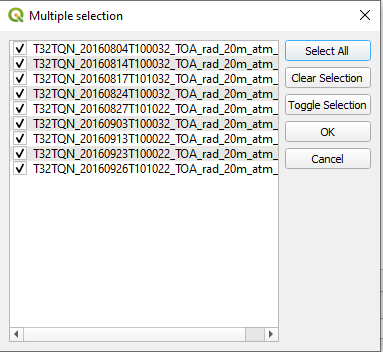 Multiple selection
T32TQN_20160804T100032_TOA_rad_20m_atm_
T32TQN_20160814T100032_TOA_rad_20m_atm_
T32TQN_20160817T101032_TOA_rad_20m_atm_
T32TQN_20160824T100032_TOA_rad_20m_atm_
T32TQN_20160827T101022_TOA_rad_20m_atm_
T32TQN_20160903T100032_TOA_rad_20m_atm_
T32TQN_20160913T100022_TOA_rad_20m_atm_
T32TQN_20160923T100022_TOA_rad_20m_atm_
T32TQN_20160926T101022_TOA_rad_20m_atm_
Select All
Clear Selection
Toggle Selection
OK
Cancel